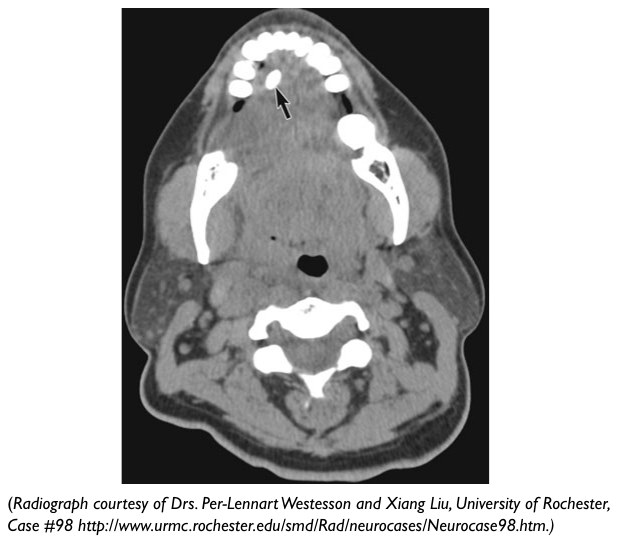 (Radiograph courtesy of Drs. Per-Lennart Westesson and Xiang Liu, University of Rochester,
Case #98 http://www.urmc.rochester.edu/smd/Rad/neurocases/Neurocase98.htm.)